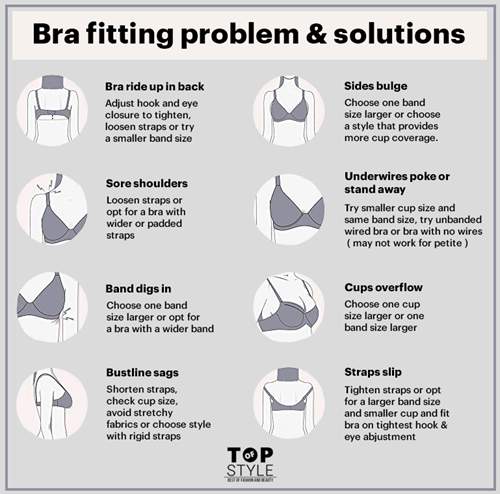 Bra fitting problem & solutions
Bra ride up in back
Adjust hook and eye
closure to tighten,
loosen straps or try
a smaller band size
Sides bulge
Choose one band
size larger or choose
a style that provides
more cup coverage.
Sore shoulders
Loosen straps or
opt for a bra with
wider or padded
straps
Underwires poke or
stand away
Try smaller cup size and
same band size, try unbanded
wired bra or bra with no wires
( may not work for petite )
Band digs in
Choose one band
size larger or opt for
a bra with a wider band
Cups overflow
Choose one cup
size larger or one
band size larger
Bustline sags
Shorten straps,
check cup size,
avoid stretchy
fabrics or choose style
with rigid straps
Straps slip
Tighten straps or opt
for a larger band size
and smaller cup and fit
bra on tightest hook &
eye abjustment
TOP
OF
STYLE
BEST OF FASHION AND BEAUTY